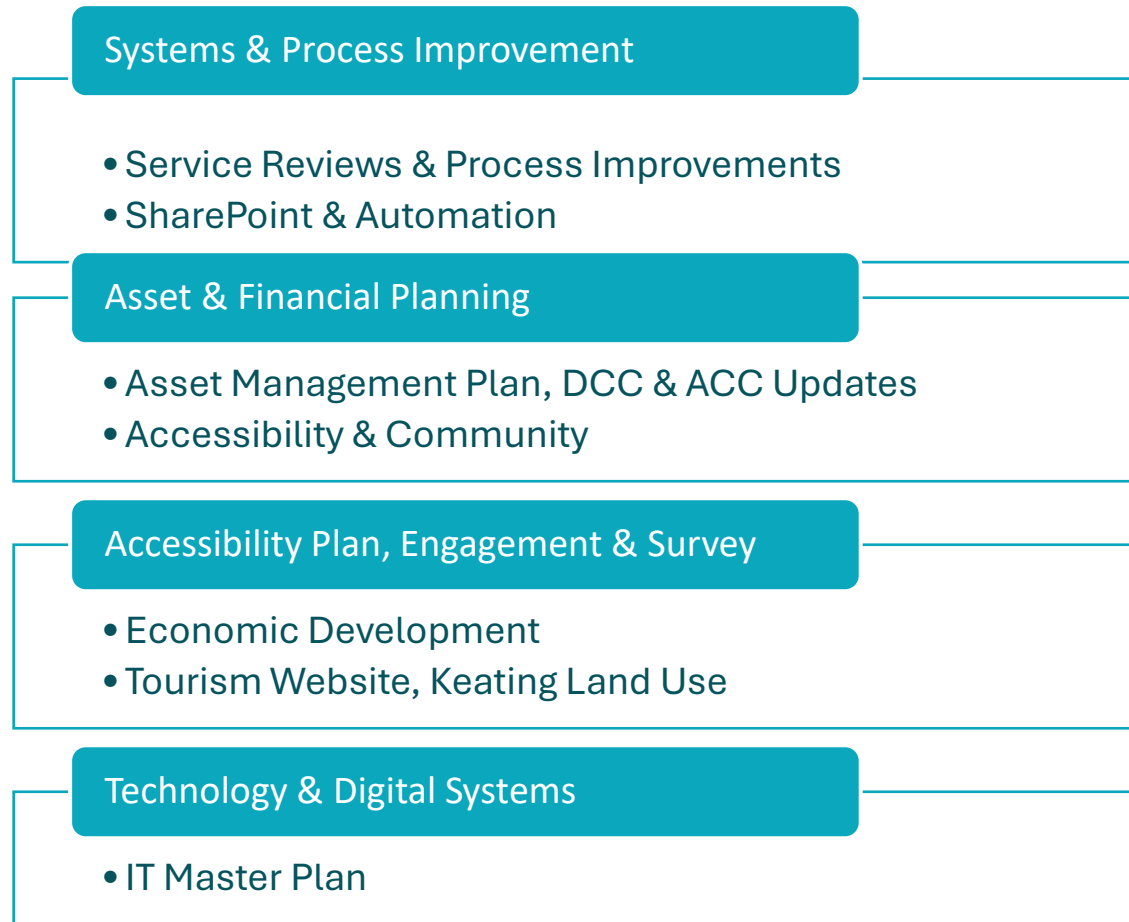 Systems & Process Improvement
• Service Reviews & Process Improvements
• SharePoint & Automation
Asset & Financial Planning
• Asset Management Plan, DCC & ACC Updates
• Accessibility & Community
Accessibility Plan, Engagement & Survey
• Economic Development
• Tourism Website, Keating Land Use
Technology & Digital Systems
• IT Master Plan